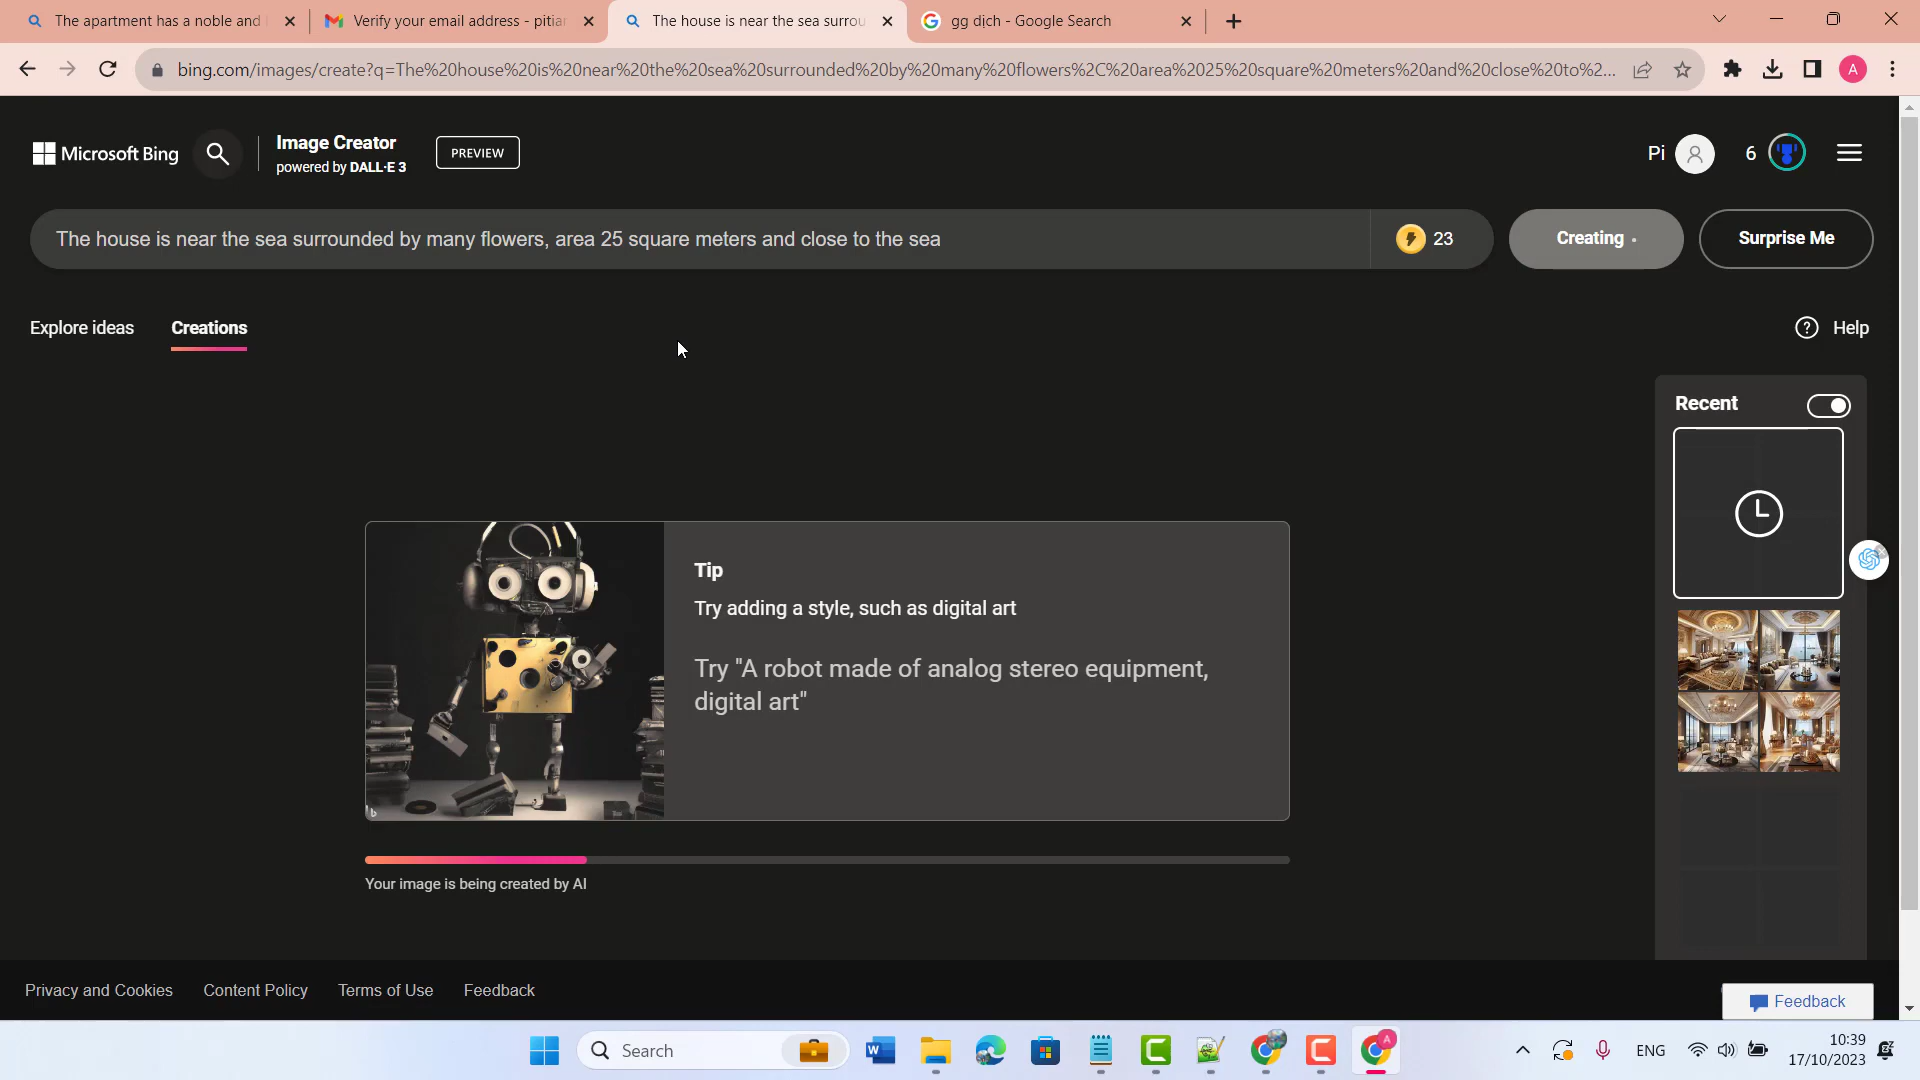 The apartment has a noble and
Verify your email address - pitiar
The house is near the sea surrou
gg dịch - Google Search
bing.com/images/create?q=The%20house%20is%20near%20the%20sea%20surrounded%20by%20many%20flowers%2C%20area%2025%20square%20meters%20and%20close%20to%2...
A
Microsoft Bing
Image Creator
powered by DALL·E 3
PREVIEW
Pi
6
The house is near the sea surrounded by many flowers, area 25 square meters and close to the sea
23
Creating
Surprise Me
Explore ideas
Creations
Help
Recent
Tip
Try adding a style, such as digital art
Try "A robot made of analog stereo equipment,
digital art"
Your image is being created by AI
Privacy and Cookies
Content Policy
Terms of Use
Feedback
Feedback
Search
ENG
10:39
17/10/2023